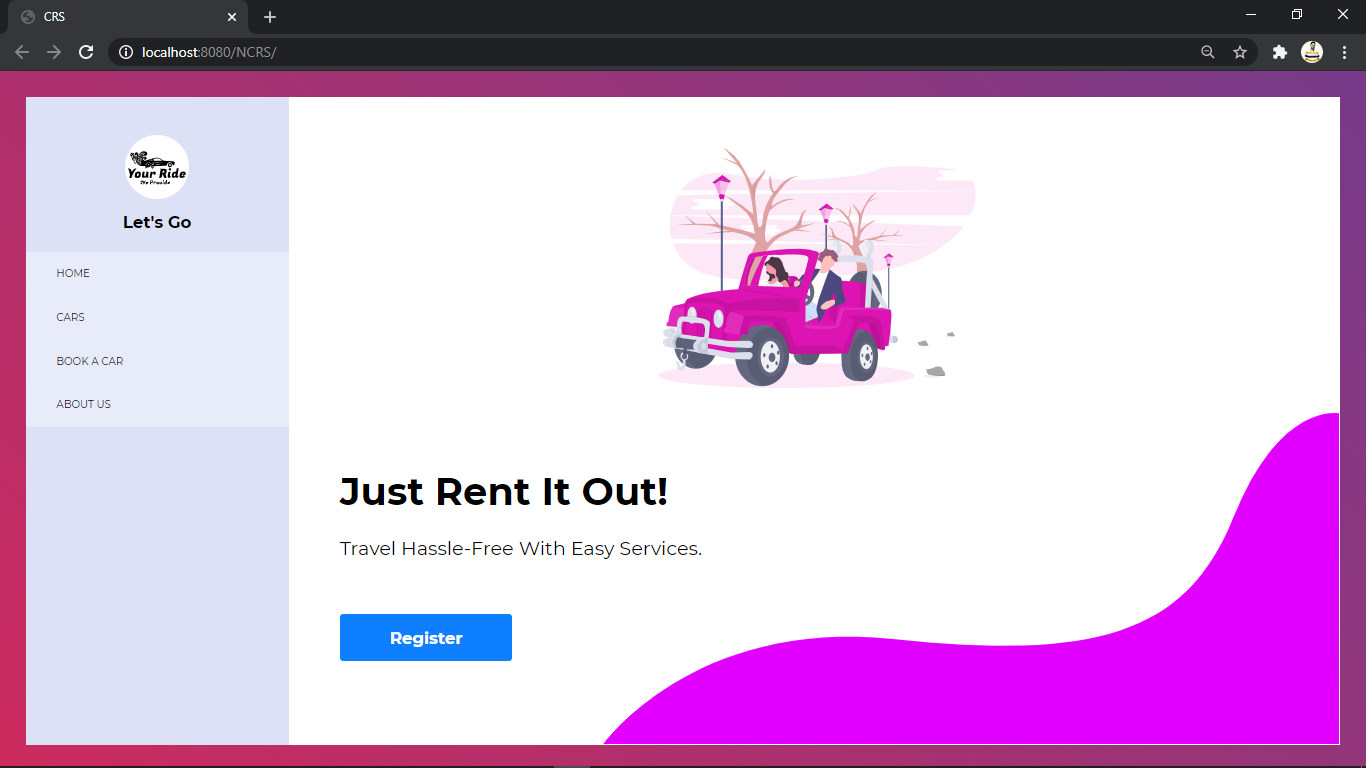 CRS
localhost:8080/NCRS/
Your Ride
We Provide
Let's Go
HOME
CARS
BOOK A CAR
ABOUT US
Just Rent It Out!
Travel Hassle-Free With Easy Services.
Register